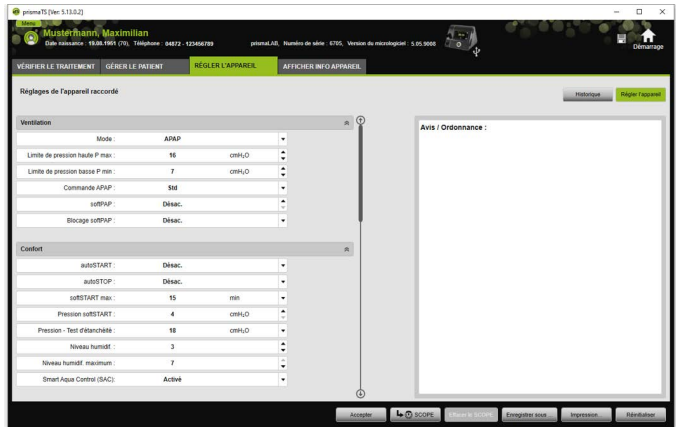 prismaTS [Ver. 5.13.0.2]
Menu
Mustermann, Maximilian
Date naissance : 19.08.1951 (70), Téléphone : 04872 - 123456789
prismaLAB, Numéro de série : 6705, Version du micrologiciel : 5.05.9008
Démarrage
VÉRIFIER LE TRAITEMENT GÉRER LE PATIENT RÉGLER L'APPAREIL AFFICHER INFO APPAREIL
Réglages de l'appareil raccordé
Historique Régler l'appareil
Ventilation
Mode : APAP
Limite de pression haute P max : 16 cmH₂O
Limite de pression basse P min : 7 cmH₂O
Commande APAP : Std
softPAP : Désac.
Blocage softPAP : Désac.
Confort
autoSTART : Désac.
autoSTOP : Désac.
softSTART max : 15 min
Pression softSTART : 4 cmH₂O
Pression - Test d'étanchéité : 18 cmH₂O
Niveau humidif. : 3
Niveau humidif. maximum : 7
Smart Aqua Control (SAC): Activé
Avis / Ordonnance :
Accepter SCOPE Effacer le SCOPE Enregistrer sous ... Impression... Réinitialiser